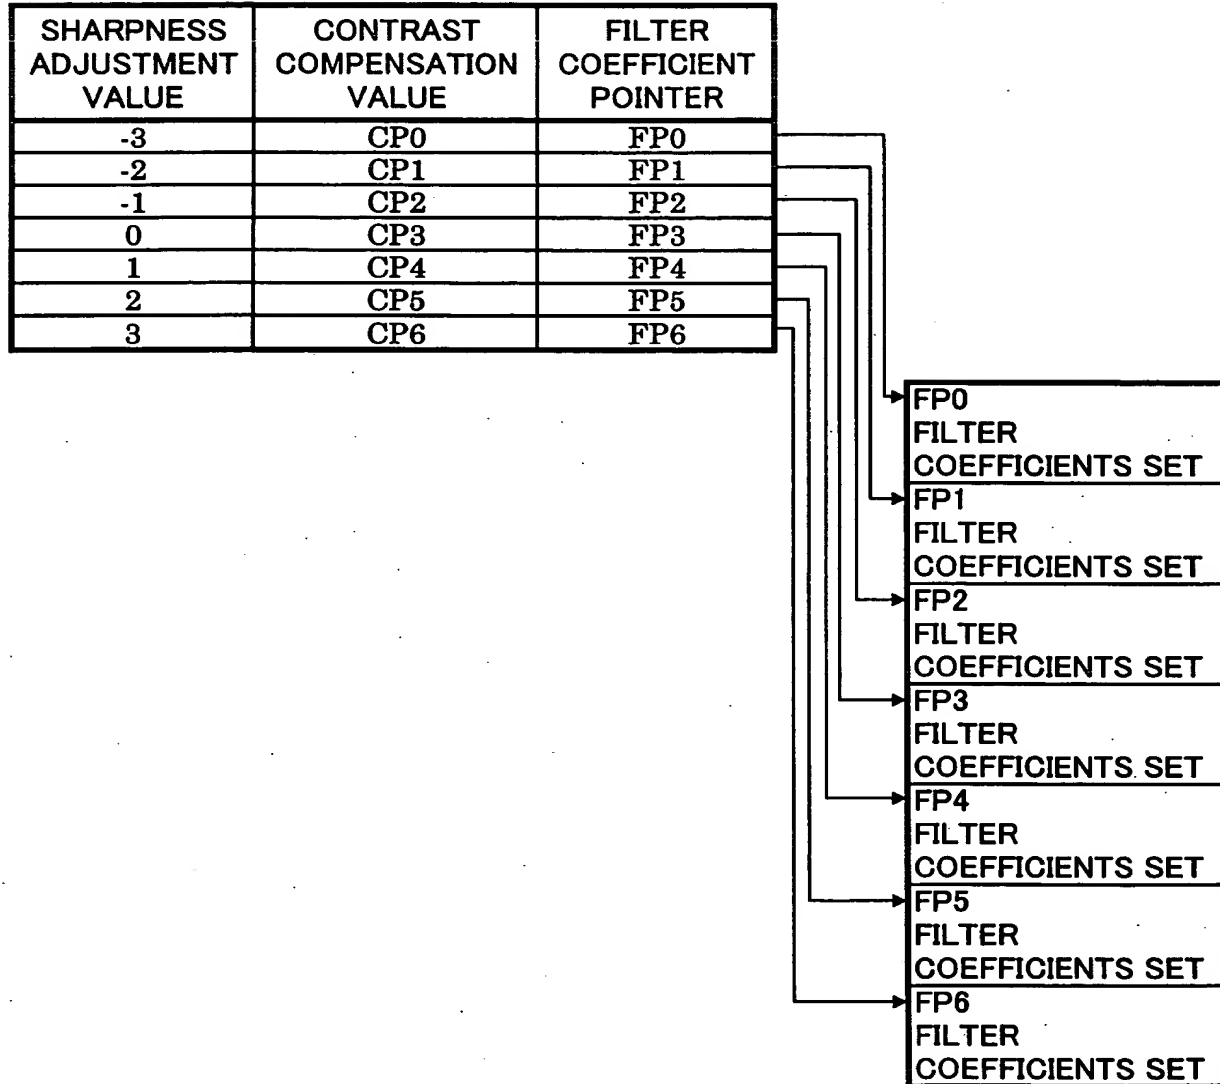 SHARPNESS ADJUSTMENT VALUE CONTRAST COMPENSATION VALUE FILTER COEFFICIENT POINTER
-3 CP0 FP0
-2 CP1 FP1
-1 CP2 FP2
0 CP3 FP3
1 CP4 FP4
2 CP5 FP5
3 CP6 FP6
FP0
FILTER
COEFFICIENTS SET
FP1
FILTER
COEFFICIENTS SET
FP2
FILTER
COEFFICIENTS SET
FP3
FILTER
COEFFICIENTS SET
FP4
FILTER
COEFFICIENTS SET
FP5
FILTER
COEFFICIENTS SET
FP6
FILTER
COEFFICIENTS SET